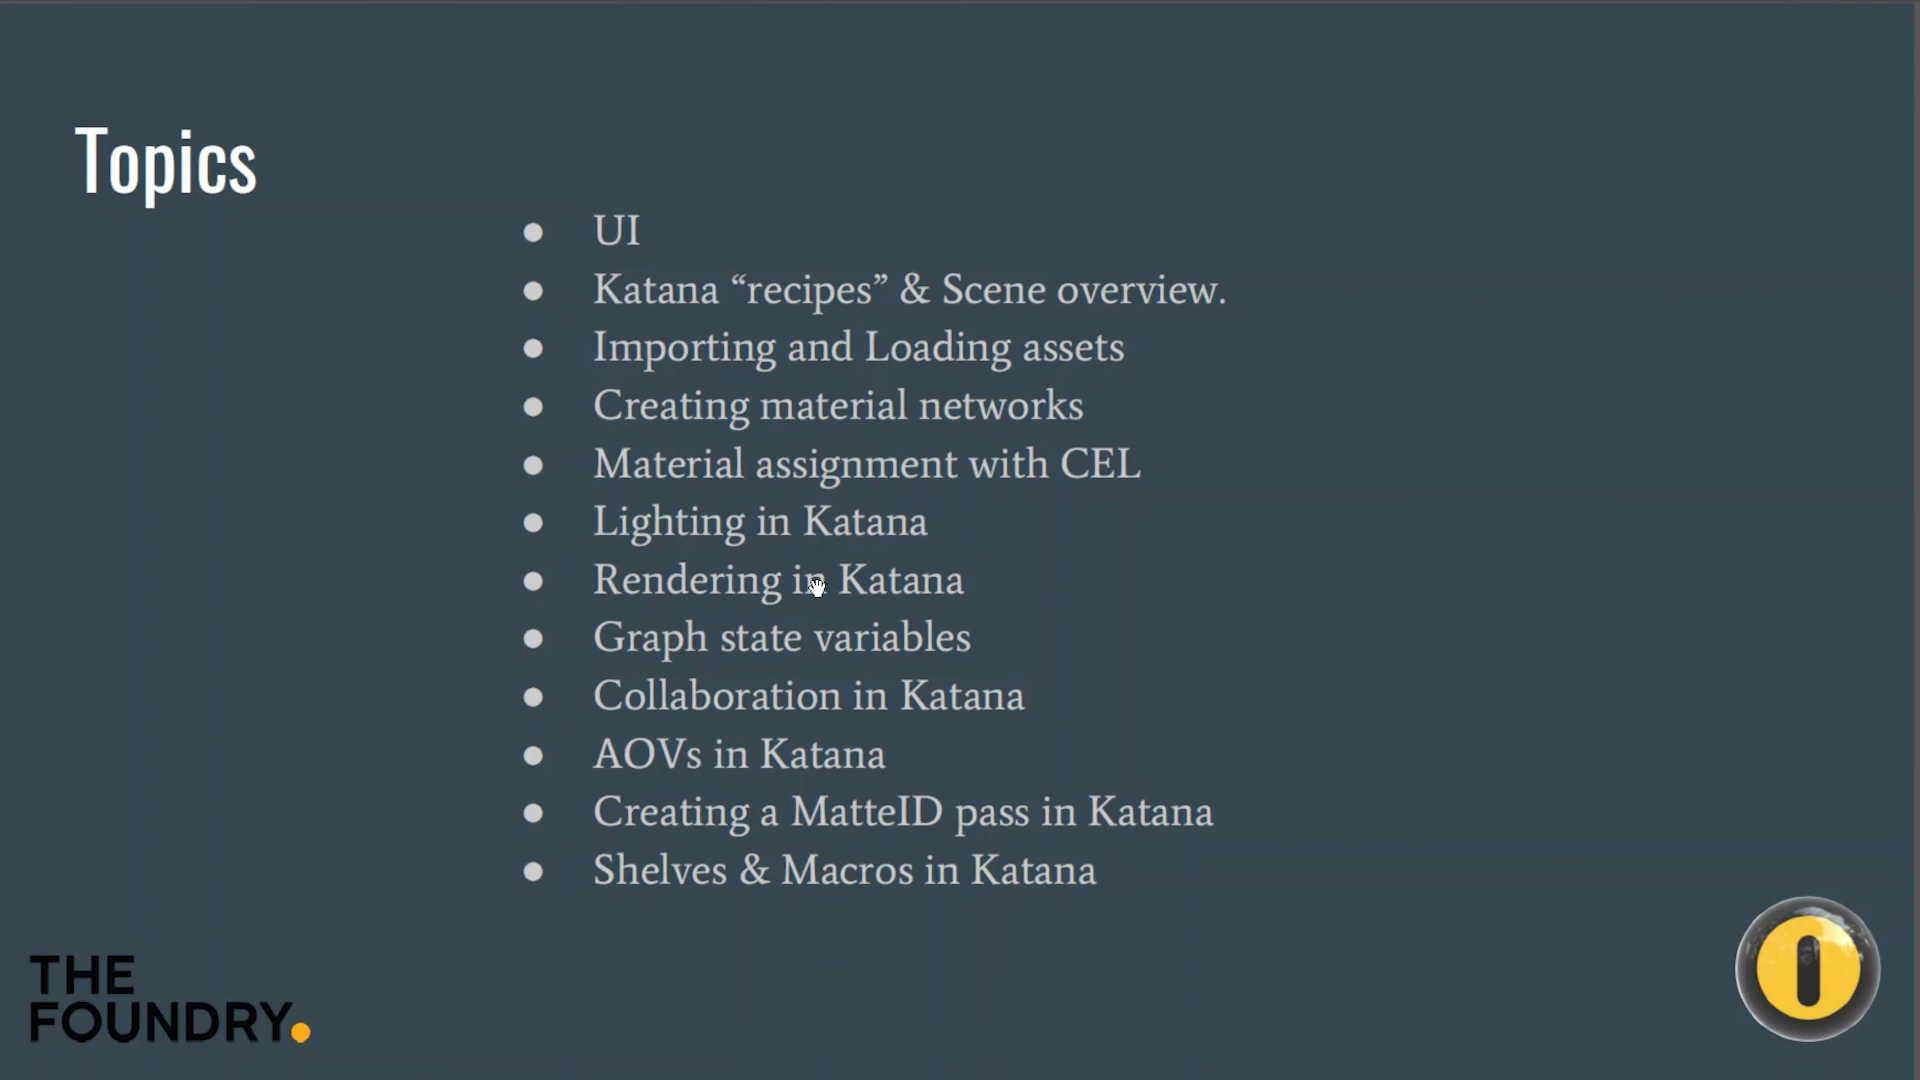 Topics
● UI
● Katana “recipes” & Scene overview.
● Importing and Loading assets
● Creating material networks
● Material assignment with CEL
● Lighting in Katana
● Rendering in Katana
● Graph state variables
● Collaboration in Katana
● AOVs in Katana
● Creating a MatteID pass in Katana
● Shelves & Macros in Katana
THE
FOUNDRY.